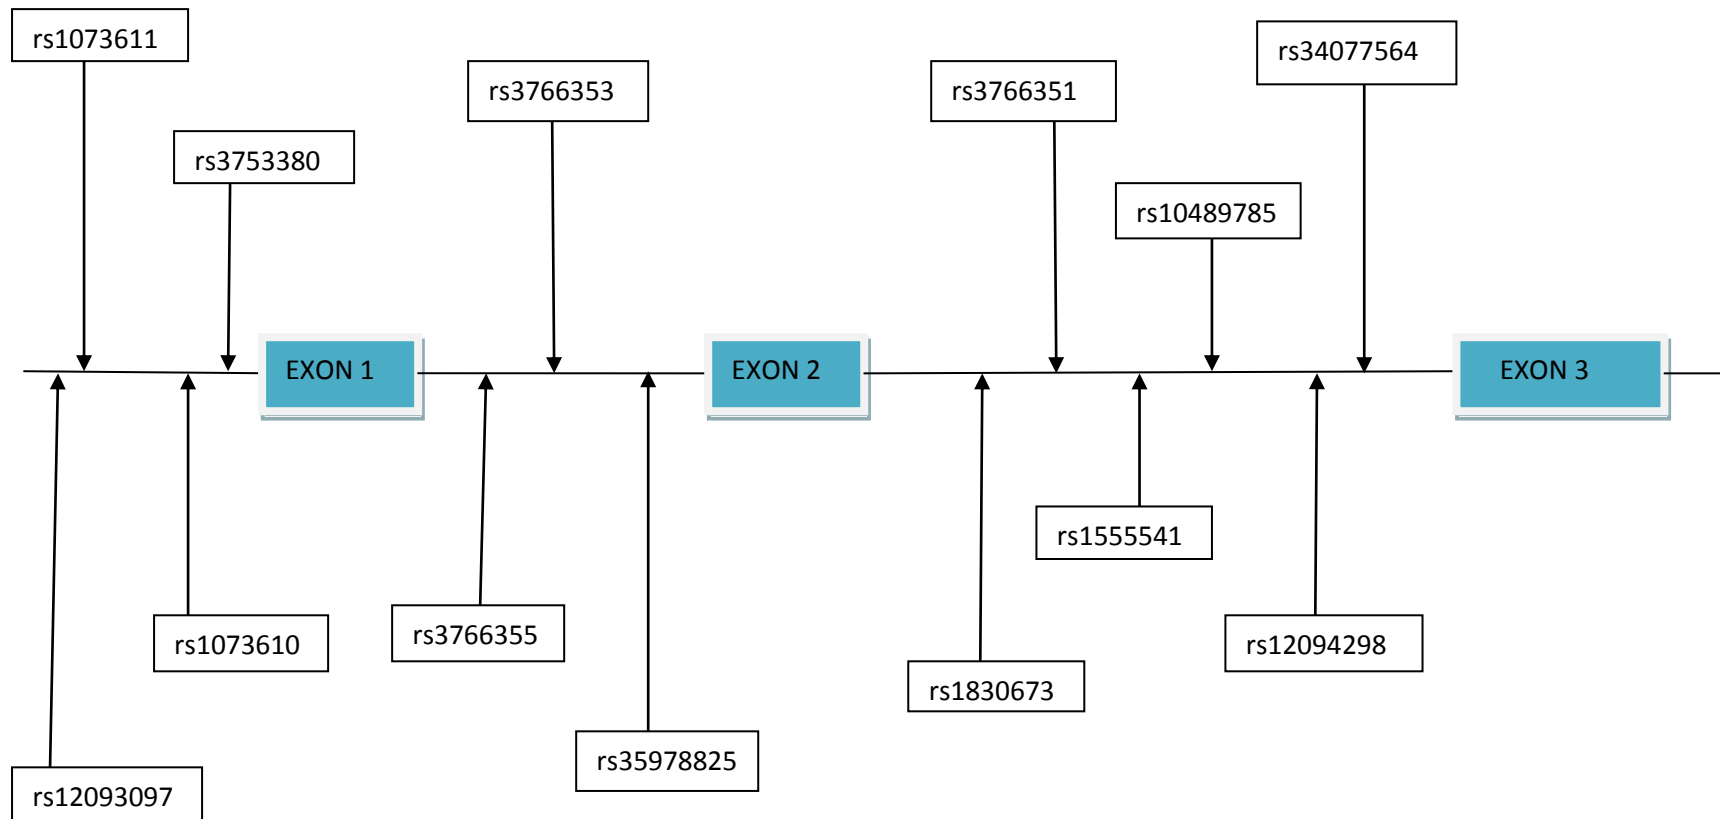 rs1073611
rs34077564
rs3766353
rs3766351
rs3753380
rs10489785
EXON 1
EXON 2
EXON 3
rs1555541
rs3766355
rs1073610
rs12094298
rs1830673
rs35978825
rs12093097